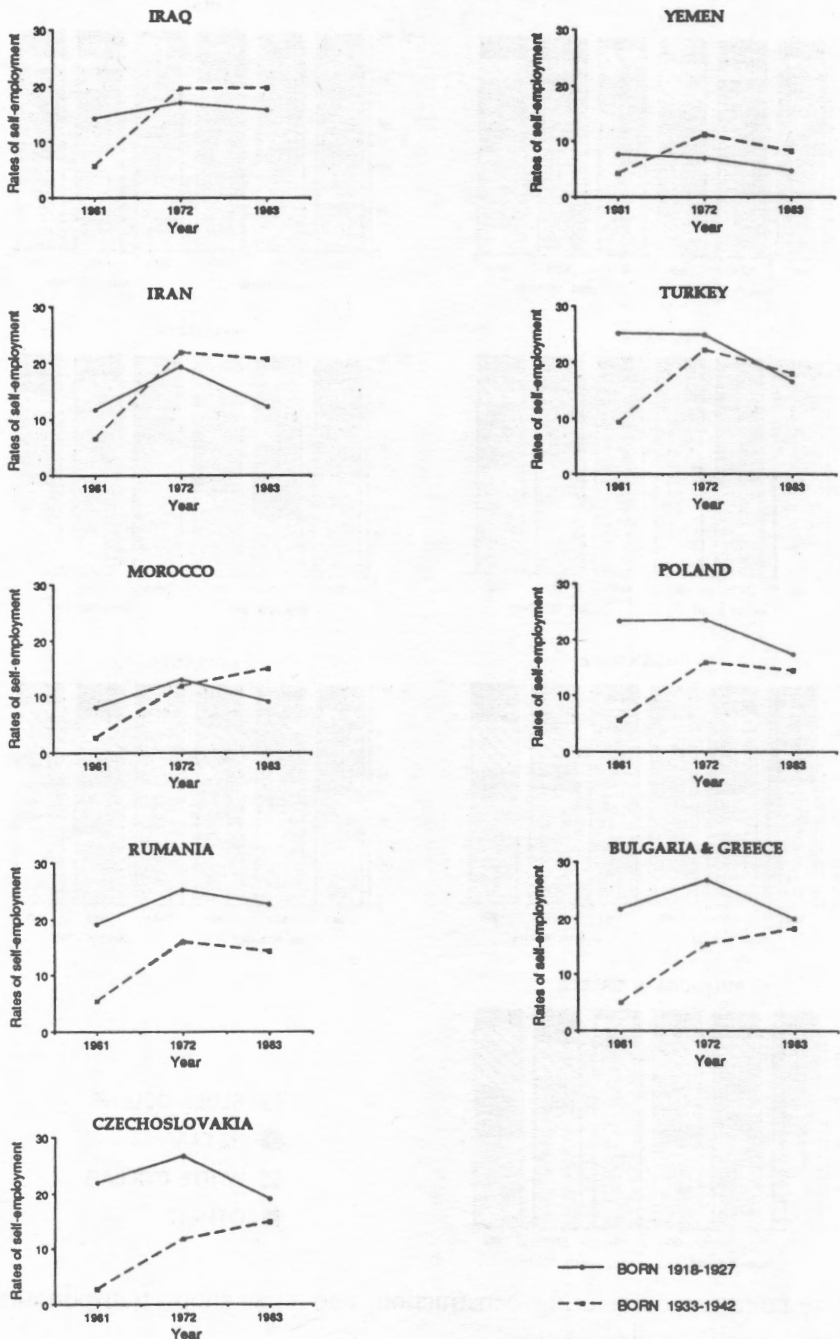 IRAQ
Rates of self-employment
30
20
10
0
1961 1972 1983
Year
YEMEN
Rates of self-employment
30
20
10
0
1961 1972 1983
Year
IRAN
Rates of self-employment
30
20
10
0
1961 1972 1983
Year
TURKEY
Rates of self-employment
30
20
10
0
1961 1972 1983
Year
MOROCCO
Rates of self-employment
30
20
10
0
1961 1972 1983
Year
POLAND
Rates of self-employment
30
20
10
0
1961 1972 1983
Year
RUMANIA
Rates of self-employment
30
20
10
0
1961 1972 1983
Year
BULGARIA & GREECE
Rates of self-employment
30
20
10
0
1961 1972 1983
Year
CZECHOSLOVAKIA
Rates of self-employment
30
20
10
0
1961 1972 1983
Year
BORN 1918-1927
BORN 1933-1942